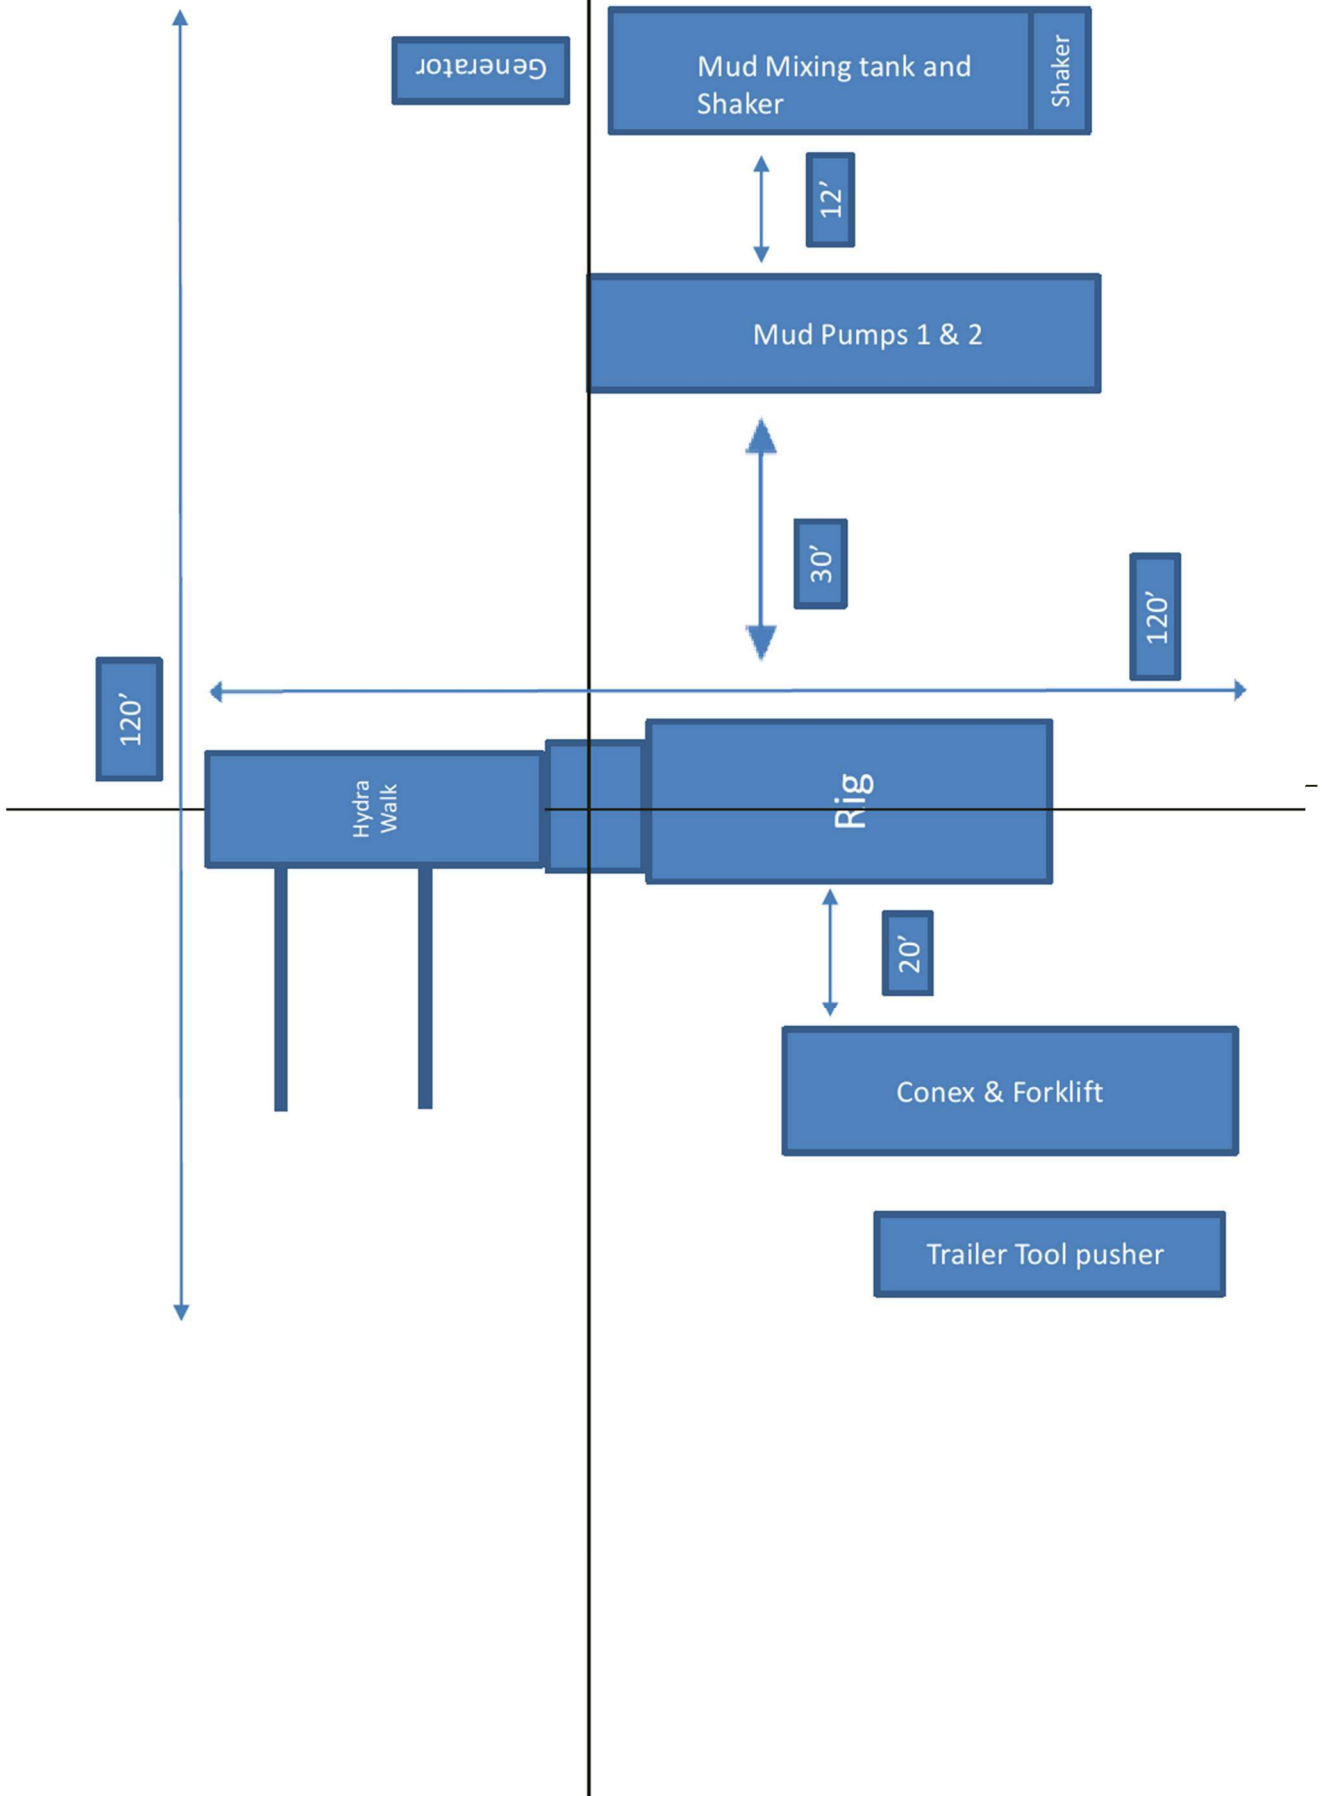 Generator
Mud Mixing tank and
Shaker
Shaker
12’
Mud Pumps 1 & 2
30’
120’
120’
Hydra
Walk
Rig
20’
Conex & Forklift
Trailer Tool pusher